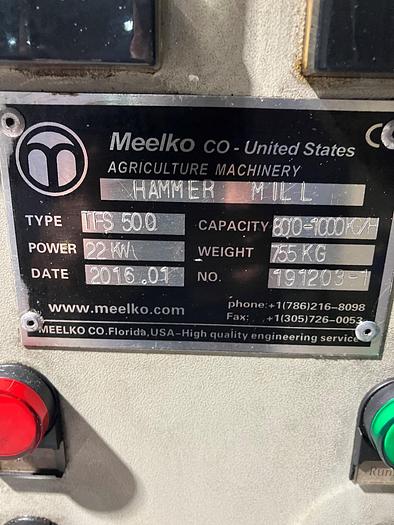 Meelko CO - United States
AGRICULTURE MACHINERY
HAMMER MILL
TYPE TFS 500 CAPACITY 800-1000K/H
POWER 22 KW WEIGHT 755 KG
DATE 2016.01 NO. 191203-1
www.meelko.com phone:+1(786)216-8098
Fax: +1(305)726-0053
MEELKO CO.Florida,USA-High quality engineering service
Run